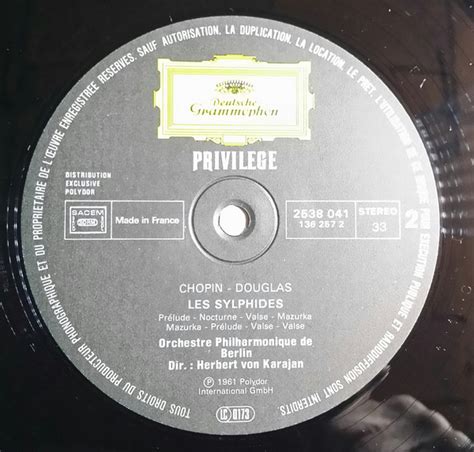 TOUS DROITS DU PRODUCTEUR PHONOGRAPHIQUE ET DU PROPRIETAIRE DE L'ŒUVRE ENREGISTREE RESERVES. SAUF AUTORISATION, LA DUPLICATION, LA LOCATION, LE PRET, L'UTILISATION DE CE DISQUE POUR EXECUTION PUBLIQUE ET RADIODIFFUSION SONT INTERDITS.
Deutsche
Grammophon
PRIVILEGE
DISTRIBUTION
EXCLUSIVE
POLYDOR
SACEM
Made in France
2538 041
136 257 2
STEREO
33
2
CHOPIN - DOUGLAS
LES SYLPHIDES
Prélude - Nocturne - Valse - Mazurka
Mazurka - Prélude - Valse - Valse
Orchestre Philharmonique de
Berlin
Dir. : Herbert von Karajan
℗ 1961 Polydor
International GmbH
LC 0173